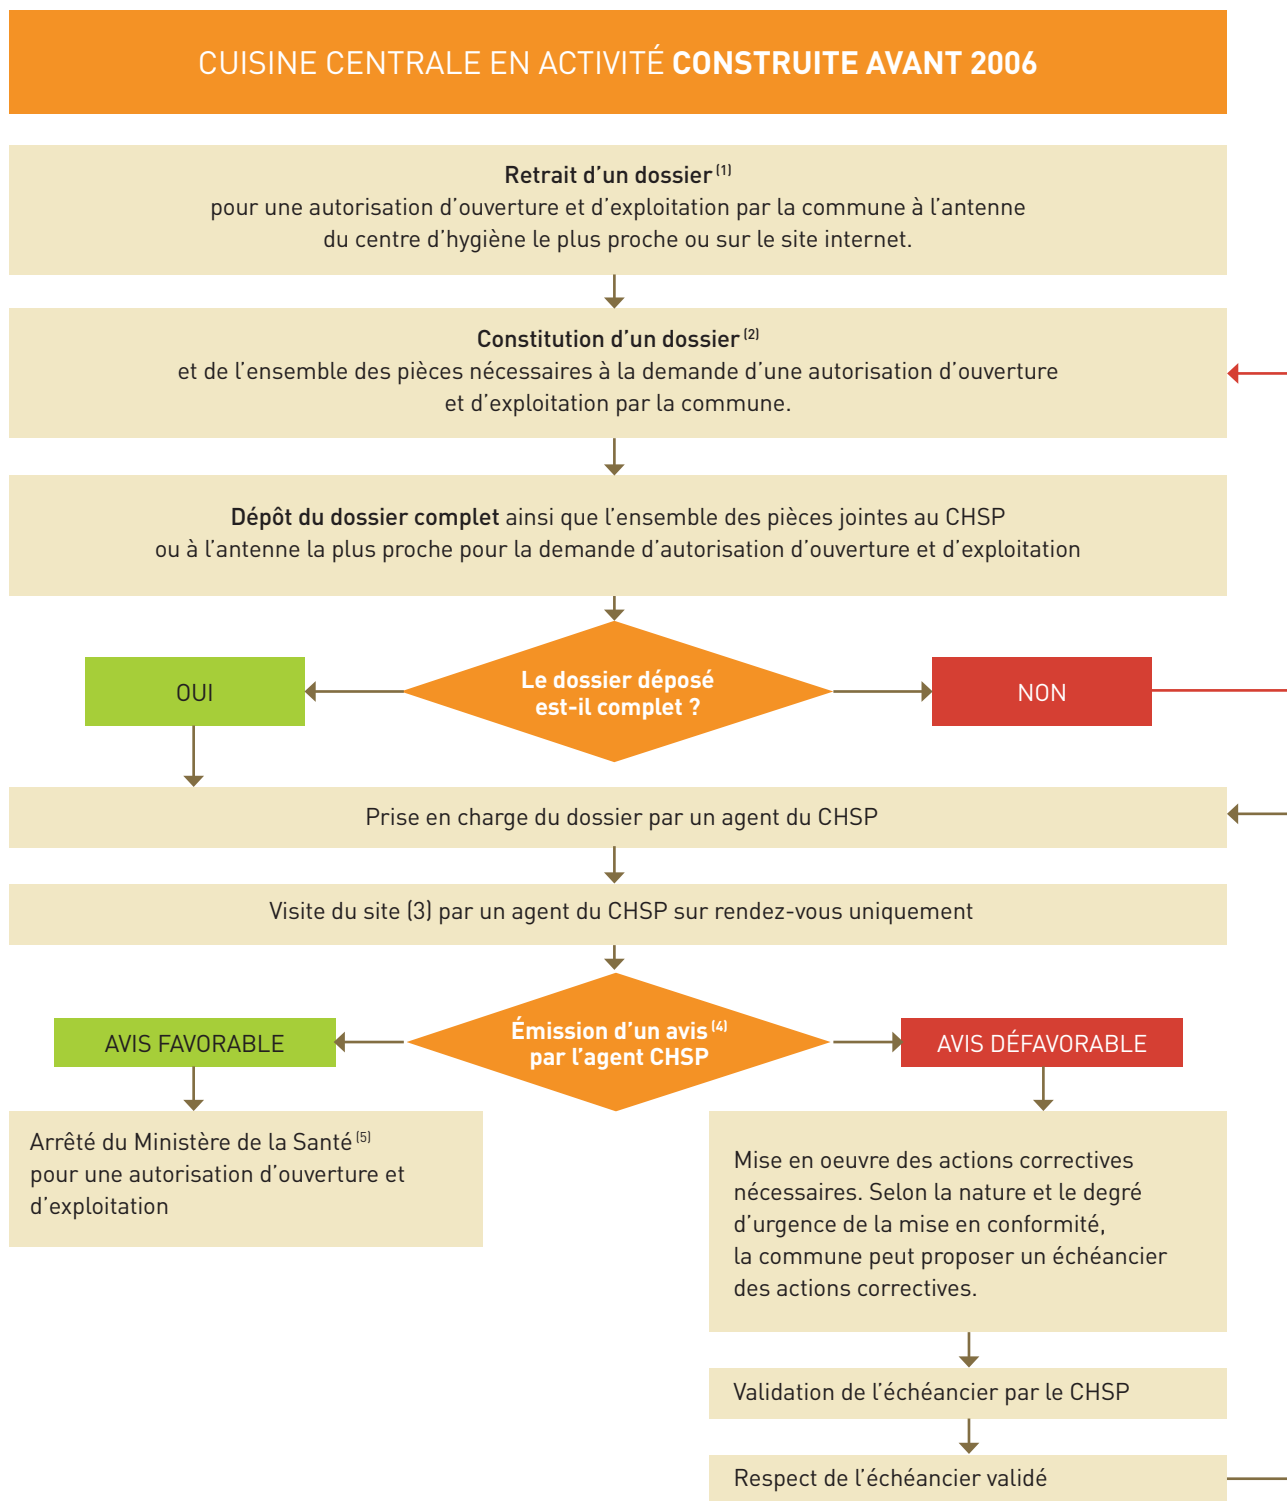 CUISINE CENTRALE EN ACTIVITÉ CONSTRUITE AVANT 2006
Retrait d’un dossier (1)
pour une autorisation d’ouverture et d’exploitation par la commune à l’antenne
du centre d’hygiène le plus proche ou sur le site internet.
Constitution d’un dossier (2)
et de l’ensemble des pièces nécessaires à la demande d’une autorisation d’ouverture
et d’exploitation par la commune.
Dépôt du dossier complet ainsi que l’ensemble des pièces jointes au CHSP
ou à l’antenne la plus proche pour la demande d’autorisation d’ouverture et d’exploitation
Le dossier déposé
est-il complet ?
OUI
NON
Prise en charge du dossier par un agent du CHSP
Visite du site (3) par un agent du CHSP sur rendez-vous uniquement
Émission d’un avis (4)
par l’agent CHSP
AVIS FAVORABLE
AVIS DÉFAVORABLE
Arrêté du Ministère de la Santé (5)
pour une autorisation d’ouverture et
d’exploitation
Mise en oeuvre des actions correctives
nécessaires. Selon la nature et le degré
d’urgence de la mise en conformité,
la commune peut proposer un échéancier
des actions correctives.
Validation de l’échéancier par le CHSP
Respect de l’échéancier validé